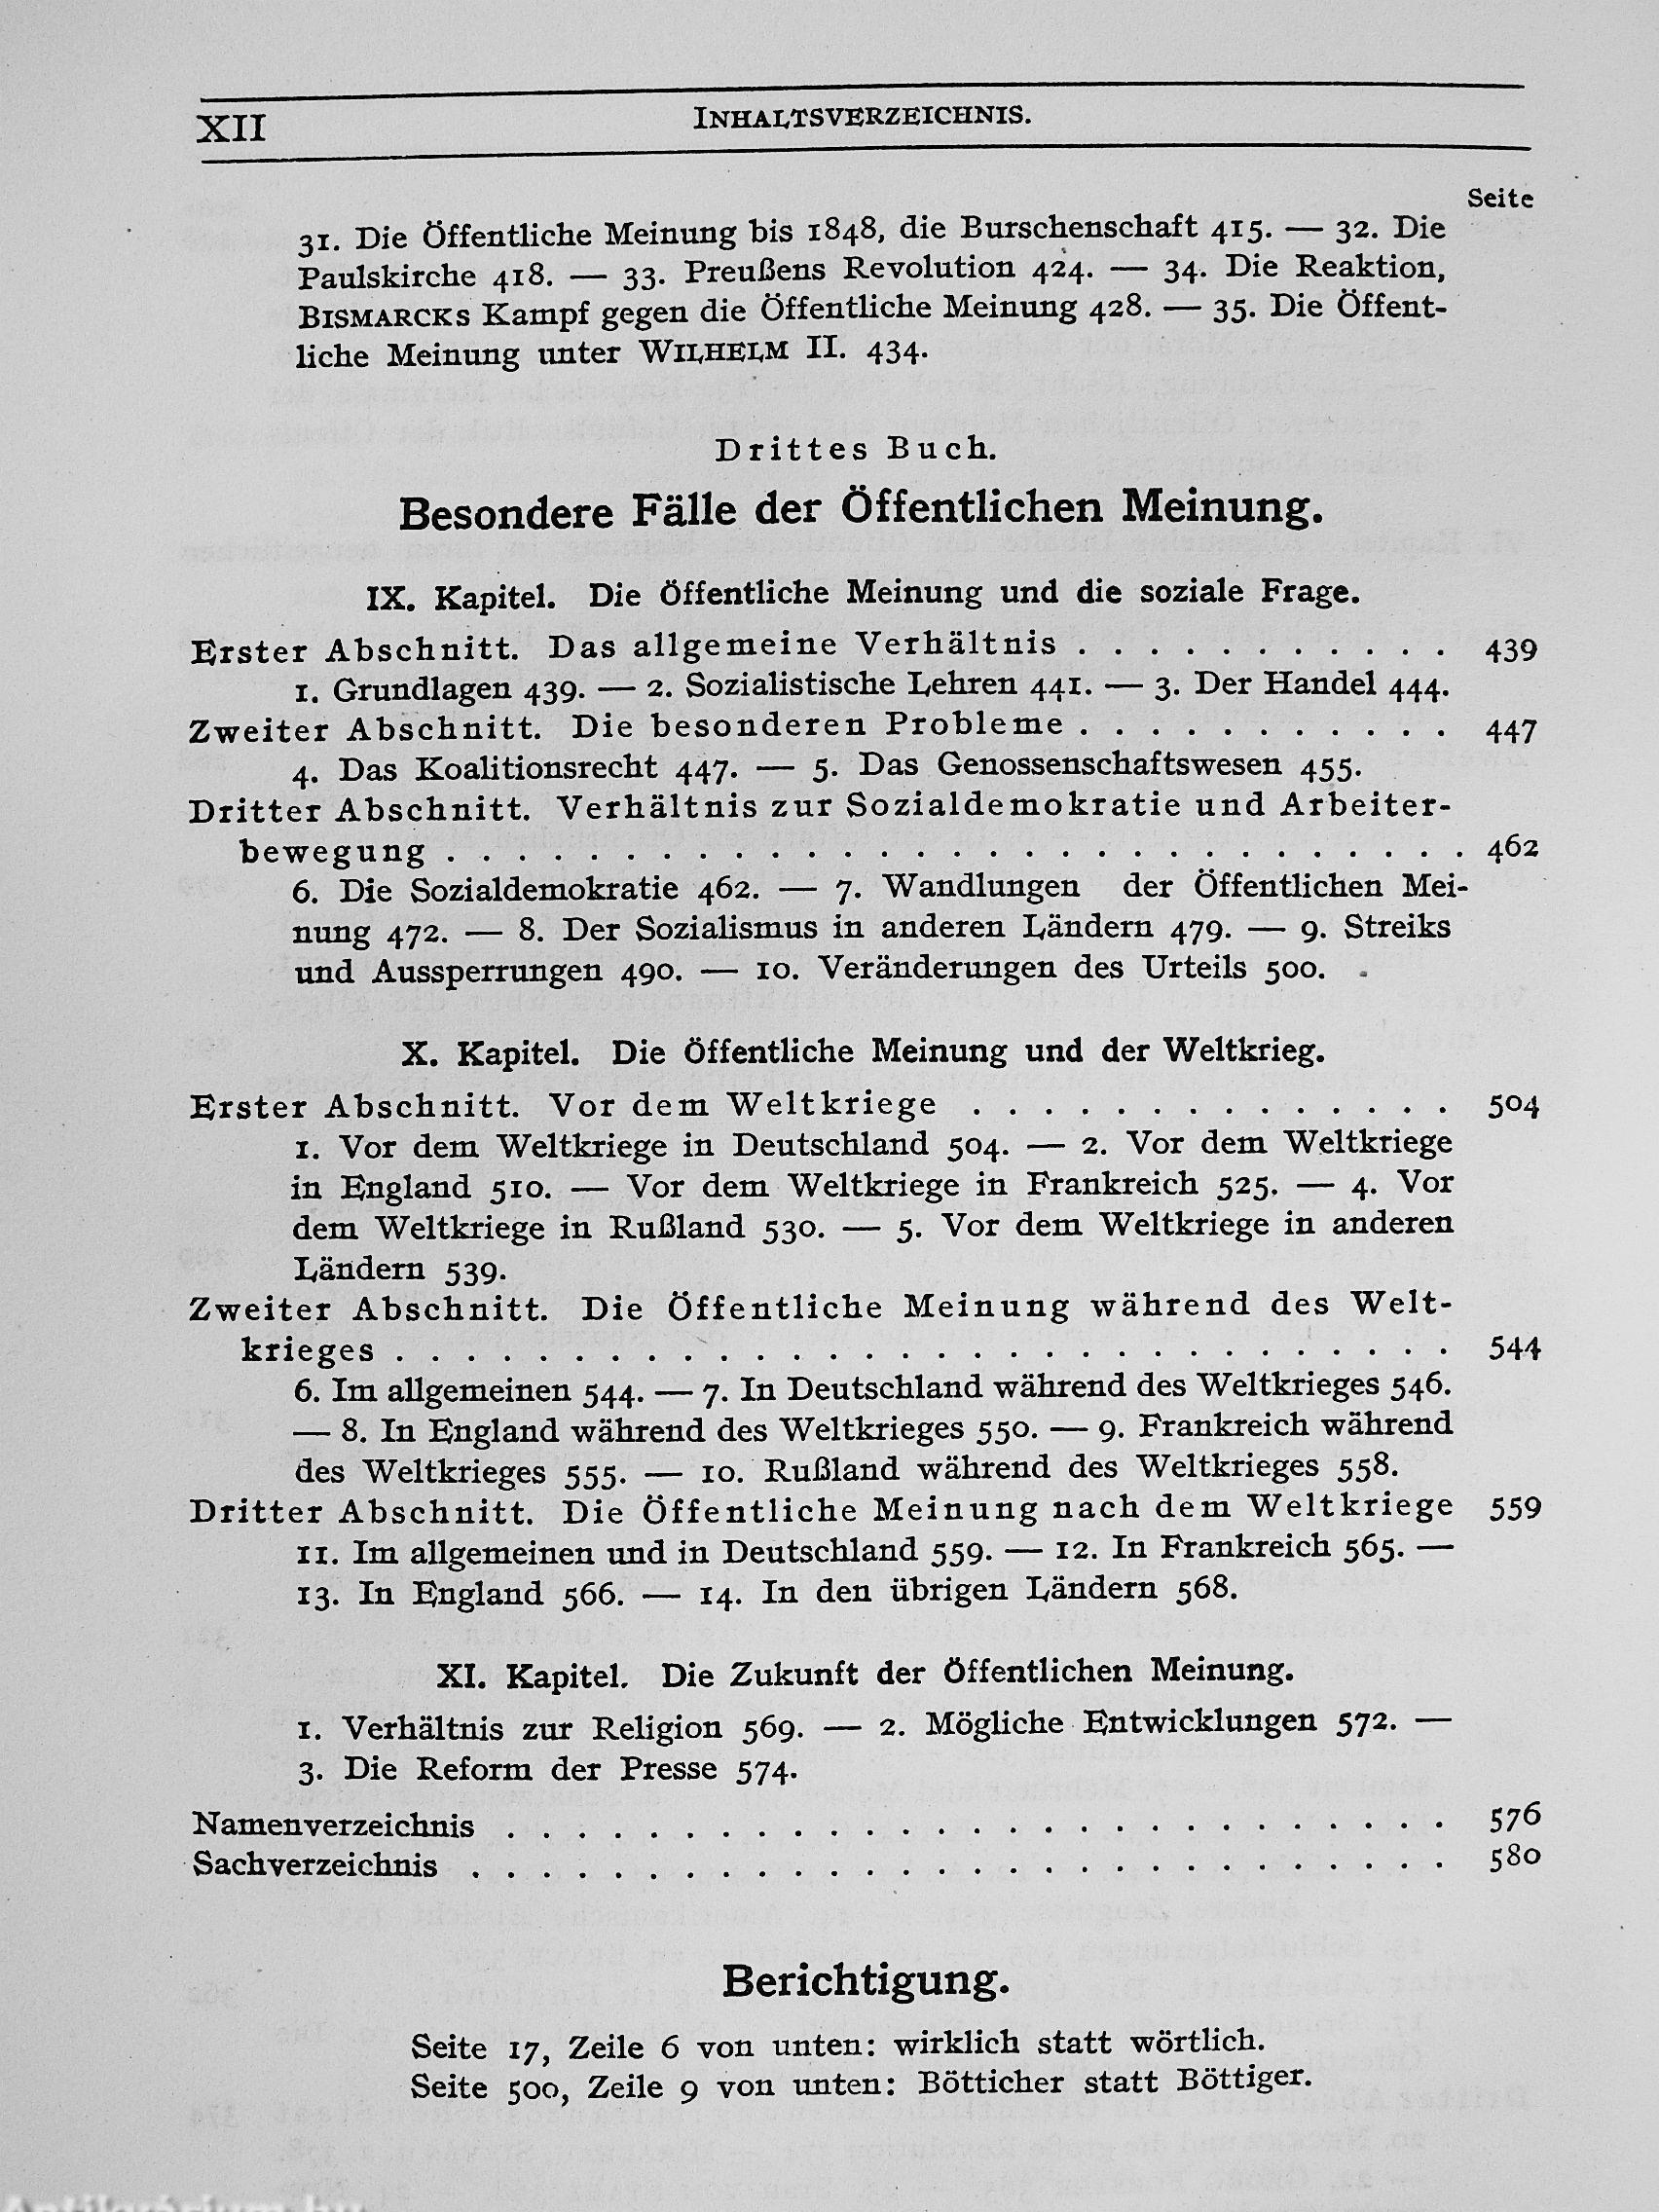 XII
INHALTSVERZEICHNIS.
Seite
31. Die Öffentliche Meinung bis 1848, die Burschenschaft 415. — 32. Die
Paulskirche 418. — 33. Preußens Revolution 424. — 34. Die Reaktion,
BISMARCKS Kampf gegen die Öffentliche Meinung 428. — 35. Die Öffent-
liche Meinung unter WILHELM II. 434.
Drittes Buch.
Besondere Fälle der Öffentlichen Meinung.
IX. Kapitel. Die Öffentliche Meinung und die soziale Frage.
Erster Abschnitt. Das allgemeine Verhältnis . . . . . . . . . . . 439
1. Grundlagen 439. — 2. Sozialistische Lehren 441. — 3. Der Handel 444.
Zweiter Abschnitt. Die besonderen Probleme . . . . . . . . . . . 447
4. Das Koalitionsrecht 447. — 5. Das Genossenschaftswesen 455.
Dritter Abschnitt. Verhältnis zur Sozialdemokratie und Arbeiter-
bewegung . . . . . . . . . . . . . . . . . . . . . . . . . . . . . 462
6. Die Sozialdemokratie 462. — 7. Wandlungen der Öffentlichen Mei-
nung 472. — 8. Der Sozialismus in anderen Ländern 479. — 9. Streiks
und Aussperrungen 490. — 10. Veränderungen des Urteils 500.
X. Kapitel. Die Öffentliche Meinung und der Weltkrieg.
Erster Abschnitt. Vor dem Weltkriege . . . . . . . . . . . . . . 504
1. Vor dem Weltkriege in Deutschland 504. — 2. Vor dem Weltkriege
in England 510. — Vor dem Weltkriege in Frankreich 525. — 4. Vor
dem Weltkriege in Rußland 530. — 5. Vor dem Weltkriege in anderen
Ländern 539.
Zweiter Abschnitt. Die Öffentliche Meinung während des Welt-
krieges . . . . . . . . . . . . . . . . . . . . . . . . . . . . . . 544
6. Im allgemeinen 544. — 7. In Deutschland während des Weltkrieges 546.
— 8. In England während des Weltkrieges 550. — 9. Frankreich während
des Weltkrieges 555. — 10. Rußland während des Weltkrieges 558.
Dritter Abschnitt. Die Öffentliche Meinung nach dem Weltkriege 559
11. Im allgemeinen und in Deutschland 559. — 12. In Frankreich 565. —
13. In England 566. — 14. In den übrigen Ländern 568.
XI. Kapitel. Die Zukunft der Öffentlichen Meinung.
1. Verhältnis zur Religion 569. — 2. Mögliche Entwicklungen 572. —
3. Die Reform der Presse 574.
Namenverzeichnis . . . . . . . . . . . . . . . . . . . . . . . . . . . 576
Sachverzeichnis . . . . . . . . . . . . . . . . . . . . . . . . . . . . 580
Berichtigung.
Seite 17, Zeile 6 von unten: wirklich statt wörtlich.
Seite 500, Zeile 9 von unten: Bötticher statt Böttiger.